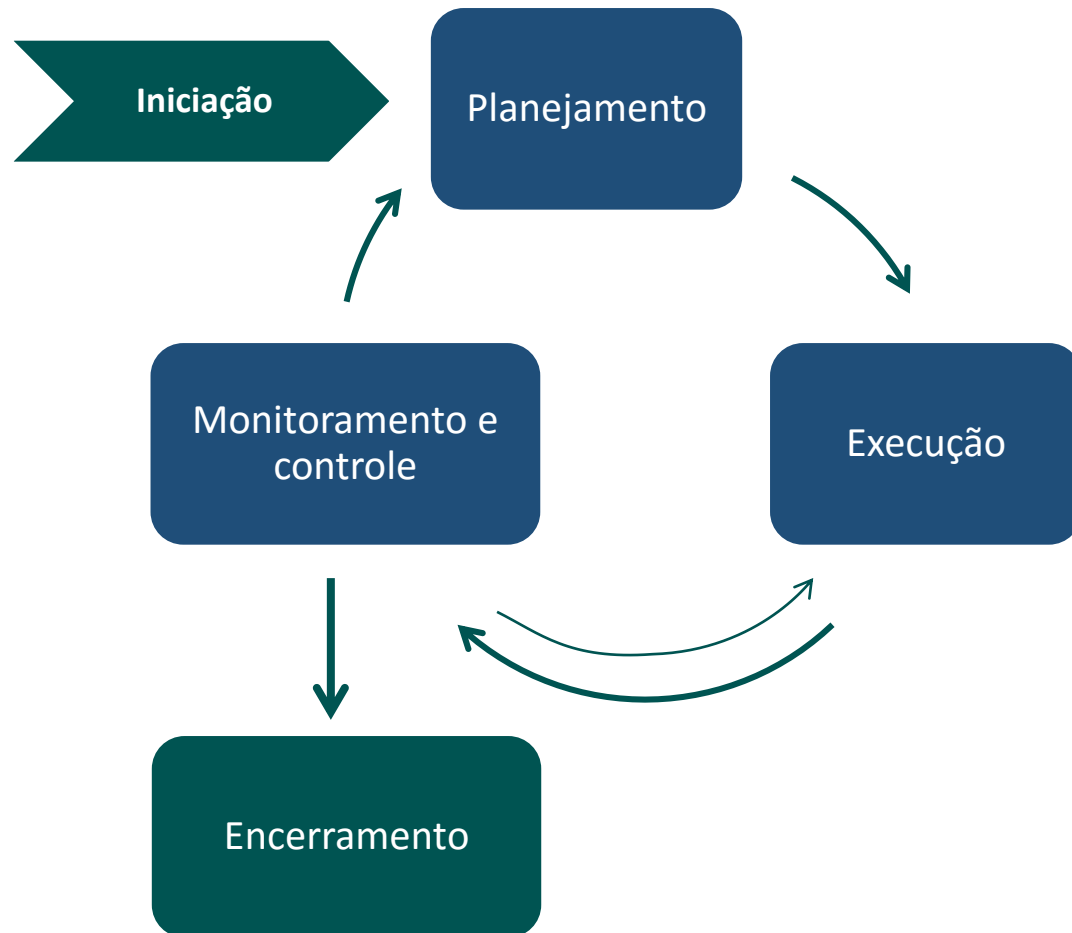 Iniciação
Planejamento
Monitoramento e
controle
Execução
Encerramento